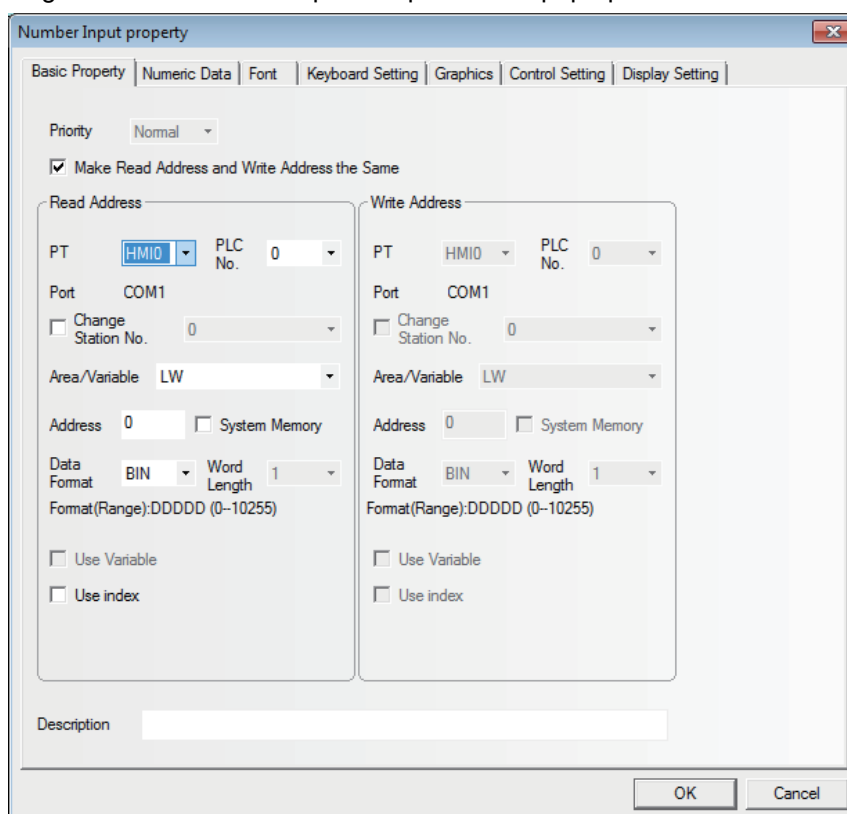 Number Input property
Basic Property Numeric Data Font Keyboard Setting Graphics Control Setting Display Setting
Priority Normal
Make Read Address and Write Address the Same
Read Address
PT HMI0 PLC No. 0
Port COM1
Change Station No. 0
Area/Variable LW
Address 0 System Memory
Data Format BIN Word Length 1
Format(Range):DDDDD (0--10255)
Use Variable
Use index
Write Address
PT HMI0 PLC No. 0
Port COM1
Change Station No. 0
Area/Variable LW
Address 0 System Memory
Data Format BIN Word Length 1
Format(Range):DDDDD (0--10255)
Use Variable
Use index
Description
OK Cancel